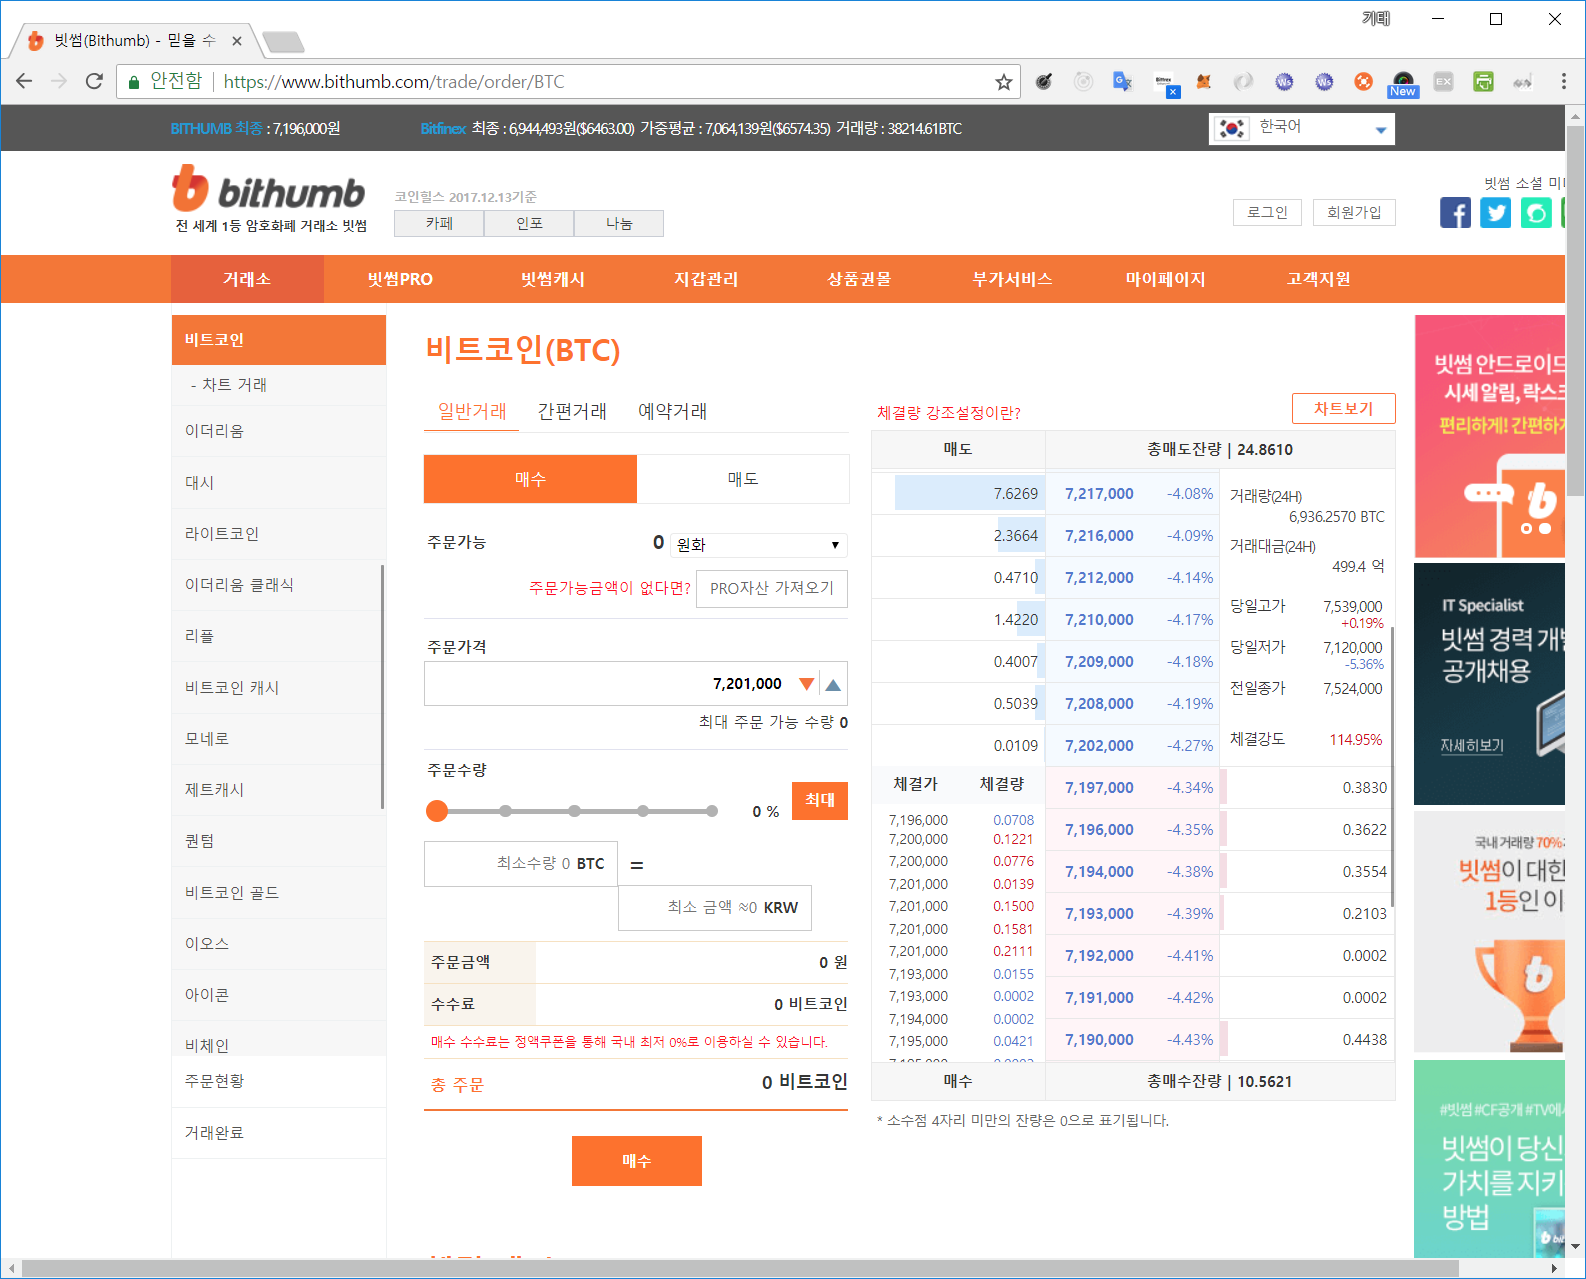 기태
빗썸(Bithumb) - 믿을 수
안전함 https://www.bithumb.com/trade/order/BTC
New
BITHUMB 최종 : 7,196,000원
Bitfinex 최종 : 6,944,493원($6463.00) 가중평균 : 7,064,139원($6574.35) 거래량 : 38214.61BTC
한국어
bithumb
전 세계 1등 암호화폐 거래소 빗썸
코인힐스 2017.12.13기준
카페 인포 나눔
로그인 회원가입
빗썸 소셜 미
거래소 빗썸PRO 빗썸캐시 지갑관리 상품권몰 부가서비스 마이페이지 고객지원
비트코인
- 차트 거래
이더리움
대시
라이트코인
이더리움 클래식
리플
비트코인 캐시
모네로
제트캐시
퀀텀
비트코인 골드
이오스
아이콘
비체인
주문현황
거래완료
비트코인(BTC)
일반거래 간편거래 예약거래
매수 매도
주문가능 0 원화
주문가능금액이 없다면? PRO자산 가져오기
주문가격
7,201,000
최대 주문 가능 수량 0
주문수량
0 % 최대
최소수량 0 BTC =
최소 금액 ≈0 KRW
주문금액 0 원
수수료 0 비트코인
매수 수수료는 정액쿠폰을 통해 국내 최저 0%로 이용하실 수 있습니다.
총 주문 0 비트코인
매수
체결량 강조설정이란? 차트보기
매도 총매도잔량 | 24.8610
7.6269 7,217,000 -4.08%
2.3664 7,216,000 -4.09%
0.4710 7,212,000 -4.14%
1.4220 7,210,000 -4.17%
0.4007 7,209,000 -4.18%
0.5039 7,208,000 -4.19%
0.0109 7,202,000 -4.27%
거래량(24H)
6,936.2570 BTC
거래대금(24H)
499.4 억
당일고가 7,539,000
+0.19%
당일저가 7,120,000
-5.36%
전일종가 7,524,000
체결강도 114.95%
체결가 체결량
7,196,000 0.0708
7,200,000 0.1221
7,200,000 0.0776
7,201,000 0.0139
7,201,000 0.1500
7,201,000 0.1581
7,201,000 0.2111
7,193,000 0.0155
7,193,000 0.0002
7,194,000 0.0002
7,195,000 0.0421
7,197,000 -4.34% 0.3830
7,196,000 -4.35% 0.3622
7,194,000 -4.38% 0.3554
7,193,000 -4.39% 0.2103
7,192,000 -4.41% 0.0002
7,191,000 -4.42% 0.0002
7,190,000 -4.43% 0.4438
매수 총매수잔량 | 10.5621
* 소수점 4자리 미만의 잔량은 0으로 표기됩니다.
빗썸 안드로이드
시세 알림, 락스크
편리하게! 간편하게
IT Specialist
빗썸 경력 개발
공개채용
자세히보기
국내 거래량 70%
빗썸이 대한
1등인 이
#빗썸 #CF공개 #TV에서
빗썸이 당신
가치를 지키
방법